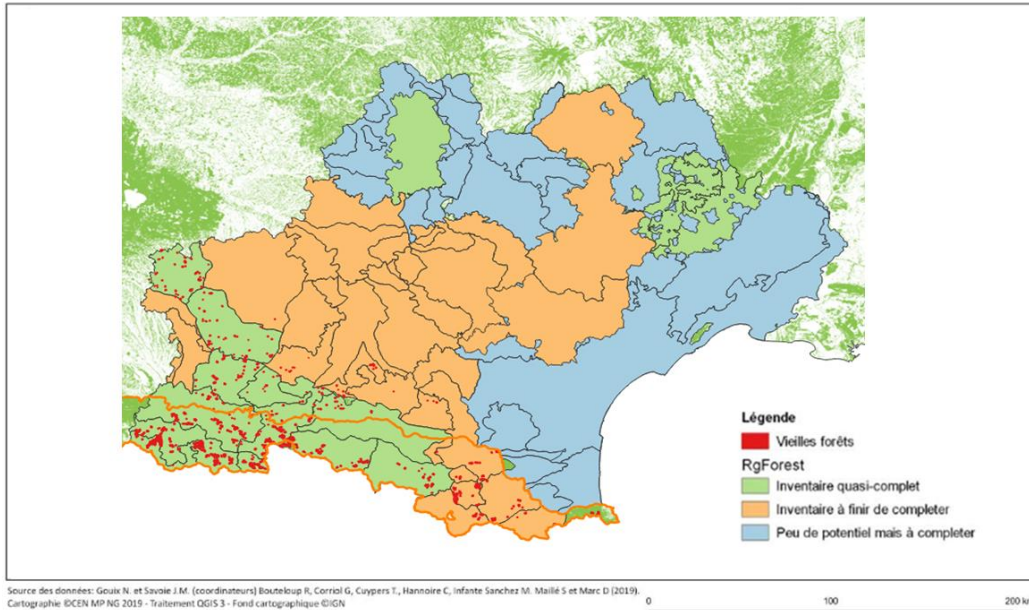 Légende
Vieilles forêts
RgForest
Inventaire quasi-complet
Inventaire à finir de completer
Peu de potentiel mais à completer
Source des données: Gouix N. et Savoie J.M. (coordinateurs) Bouteloup R, Corriol G, Cuypers T., Hannoire C, Infante Sanchez M. Maillé S et Marc D (2019).
Cartographie ©CEN MP NG 2019 - Traitement QGIS 3 - Fond cartographique ©IGN
0 100 200 km